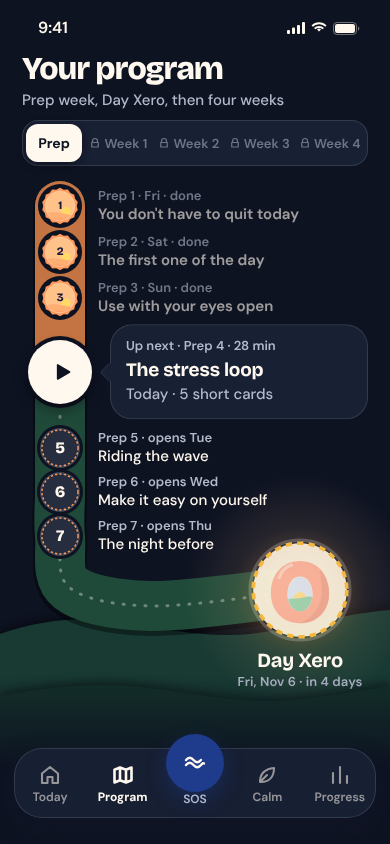 9:41
Your program
Prep week, Day Xero, then four weeks
Prep
Week 1
Week 2
Week 3
Week 4
1
Prep 1 · Fri · done
You don't have to quit today
2
Prep 2 · Sat · done
The first one of the day
3
Prep 3 · Sun · done
Use with your eyes open
Up next · Prep 4 · 28 min
The stress loop
Today · 5 short cards
5
Prep 5 · opens Tue
Riding the wave
6
Prep 6 · opens Wed
Make it easy on yourself
7
Prep 7 · opens Thu
The night before
Day Xero
Fri, Nov 6 · in 4 days
Today
Program
SOS
Calm
Progress